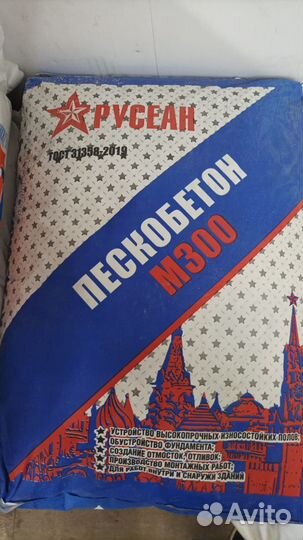 РУСЕАН
ГОСТ 31358-2019
ПЕСКОБЕТОН
М300
УСТРОЙСТВО ВЫСОКОПРОЧНЫХ ИЗНОСОСТОЙКИХ ПОЛОВ;
ОБУСТРОЙСТВО ФУНДАМЕНТА;
СОЗДАНИЕ ОТМОСТОК, ОТЛИВОК;
ПРОИЗВОДСТВО МОНТАЖНЫХ РАБОТ;
ДЛЯ РАБОТ ВНУТРИ И СНАРУЖИ ЗДАНИЙ
Avito